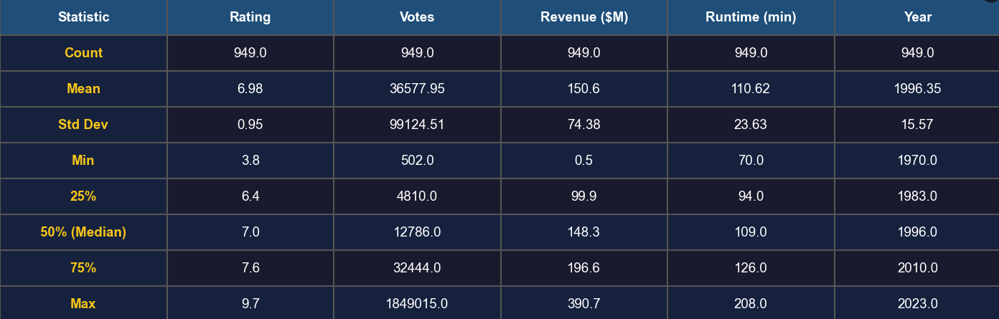 Statistic Rating Votes Revenue ($M) Runtime (min) Year
Count 949.0 949.0 949.0 949.0 949.0
Mean 6.98 36577.95 150.6 110.62 1996.35
Std Dev 0.95 99124.51 74.38 23.63 15.57
Min 3.8 502.0 0.5 70.0 1970.0
25% 6.4 4810.0 99.9 94.0 1983.0
50% (Median) 7.0 12786.0 148.3 109.0 1996.0
75% 7.6 32444.0 196.6 126.0 2010.0
Max 9.7 1849015.0 390.7 208.0 2023.0